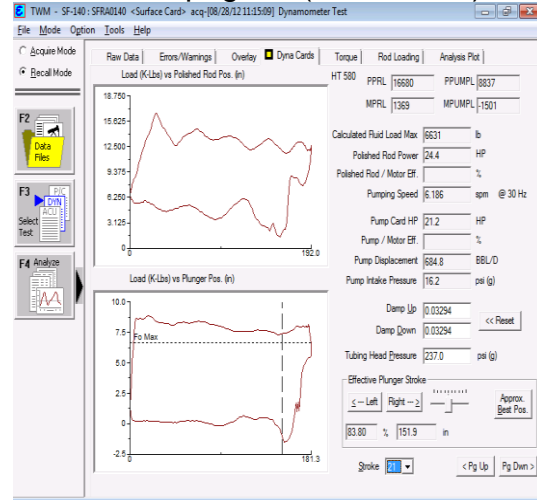 TWM - SF-140 : SFRA0140 <Surface Card> acq-[08/28/12 11:15:09] Dynamometer Test
File Mode Option Tools Help
Acquire Mode
Recall Mode
F2
Data
Files
F3
P/C
DYN
ACU
Select
Test
F4 Analyze
Raw Data Errors/Warnings Overlay Dyna Cards Torque Rod Loading Analysis Plot
Load (K-Lbs) vs Polished Rod Pos. (in)
18.750
15.625
12.500
9.375
6.250
3.125
0
0 192.0
Load (K-Lbs) vs Plunger Pos. (in)
10.0
7.5
Fo Max
5.0
2.5
0
-2.5
0 181.3
HT 580 PPRL 16680 PPUMPL 8837
MPRL 1369 MPUMPL -1501
Calculated Fluid Load Max 6631 lb
Polished Rod Power 24.4 HP
Polished Rod / Motor Eff. %
Pumping Speed 6.186 spm @ 30 Hz
Pump Card HP 21.2 HP
Pump / Motor Eff. %
Pump Displacement 684.8 BBL/D
Pump Intake Pressure 16.2 psi (g)
Damp Up 0.03294
Damp Down 0.03294
<< Reset
Tubing Head Pressure 237.0 psi (g)
Effective Plunger Stroke
< -- Left Right -- >
Approx.
Best Pos.
83.80 % 151.9 in
Stroke 21 < Pg Up Pg Dwn >